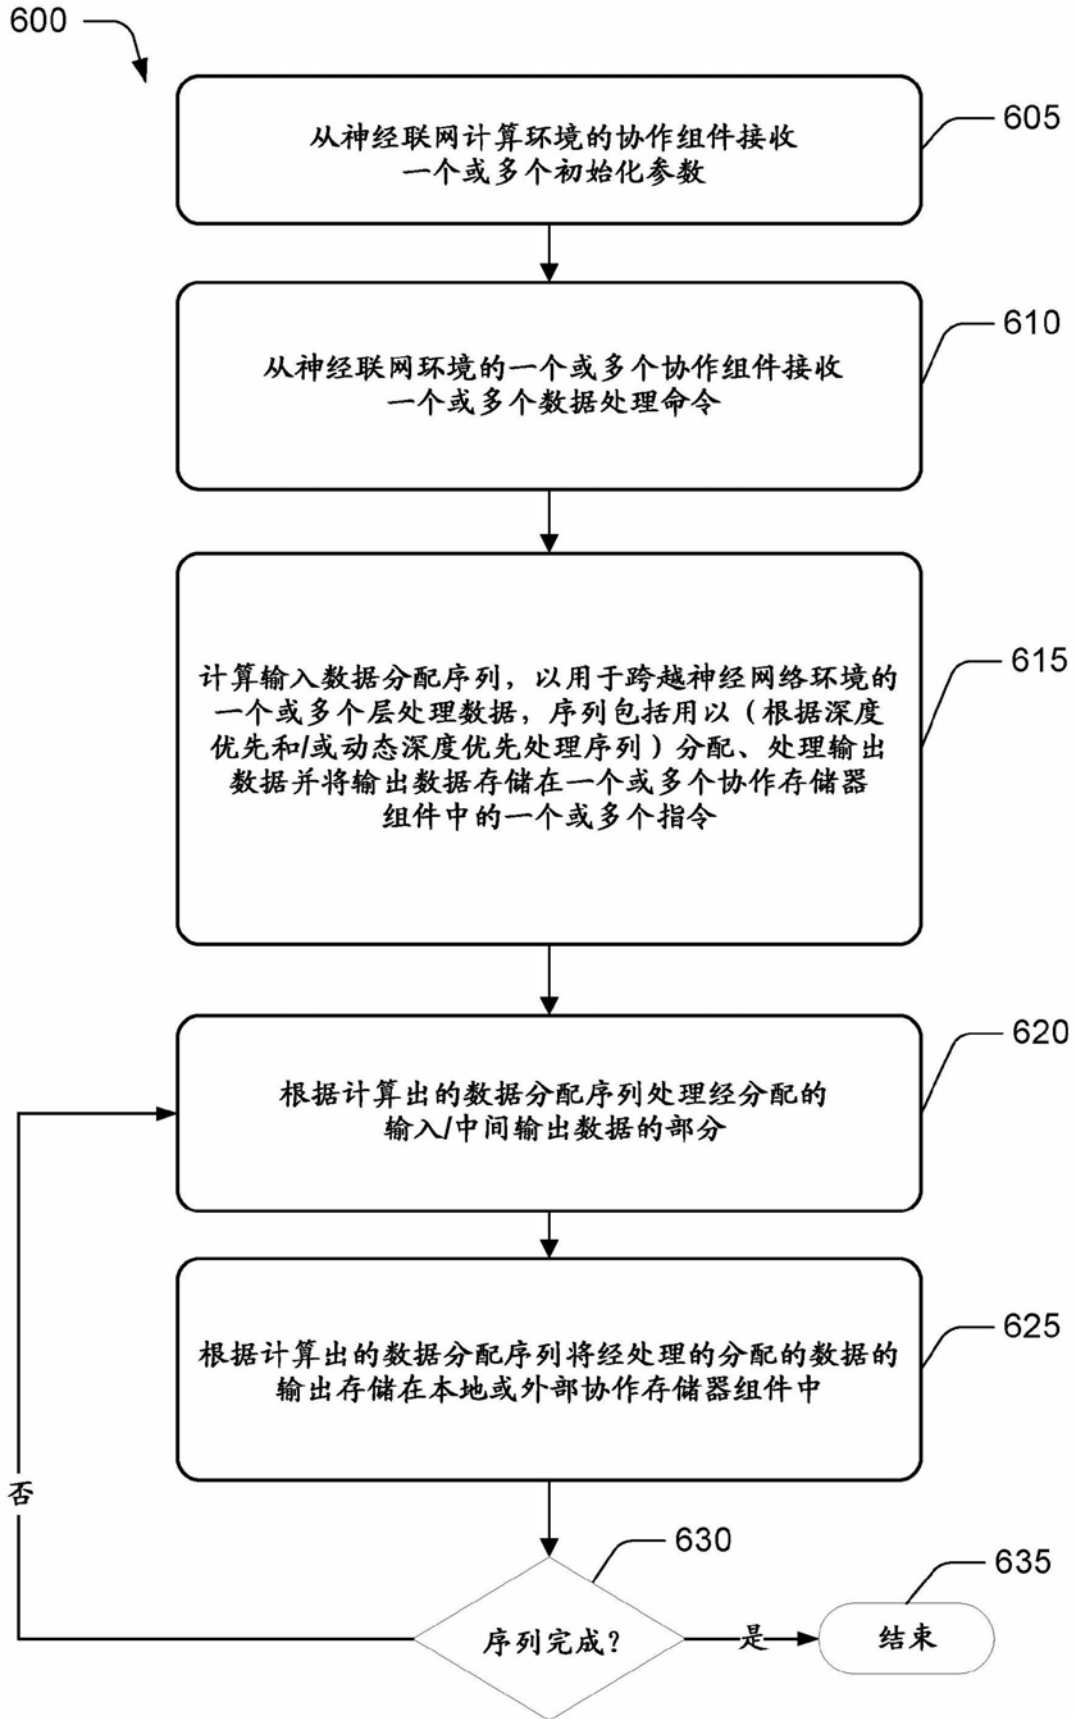 600
605
从神经联网计算环境的协作组件接收
一个或多个初始化参数
610
从神经联网环境的一个或多个协作组件接收
一个或多个数据处理命令
615
计算输入数据分配序列，以用于跨越神经网络环境的
一个或多个层处理数据，序列包括用以（根据深度
优先和/或动态深度优先处理序列）分配、处理输出
数据并将输出数据存储在一个或多个协作存储器
组件中的一个或多个指令
620
根据计算出的数据分配序列处理经分配的
输入/中间输出数据的部分
625
根据计算出的数据分配序列将经处理的分配的数据的
输出存储在本地或外部协作存储器组件中
否
630
序列完成？
是
635
结束